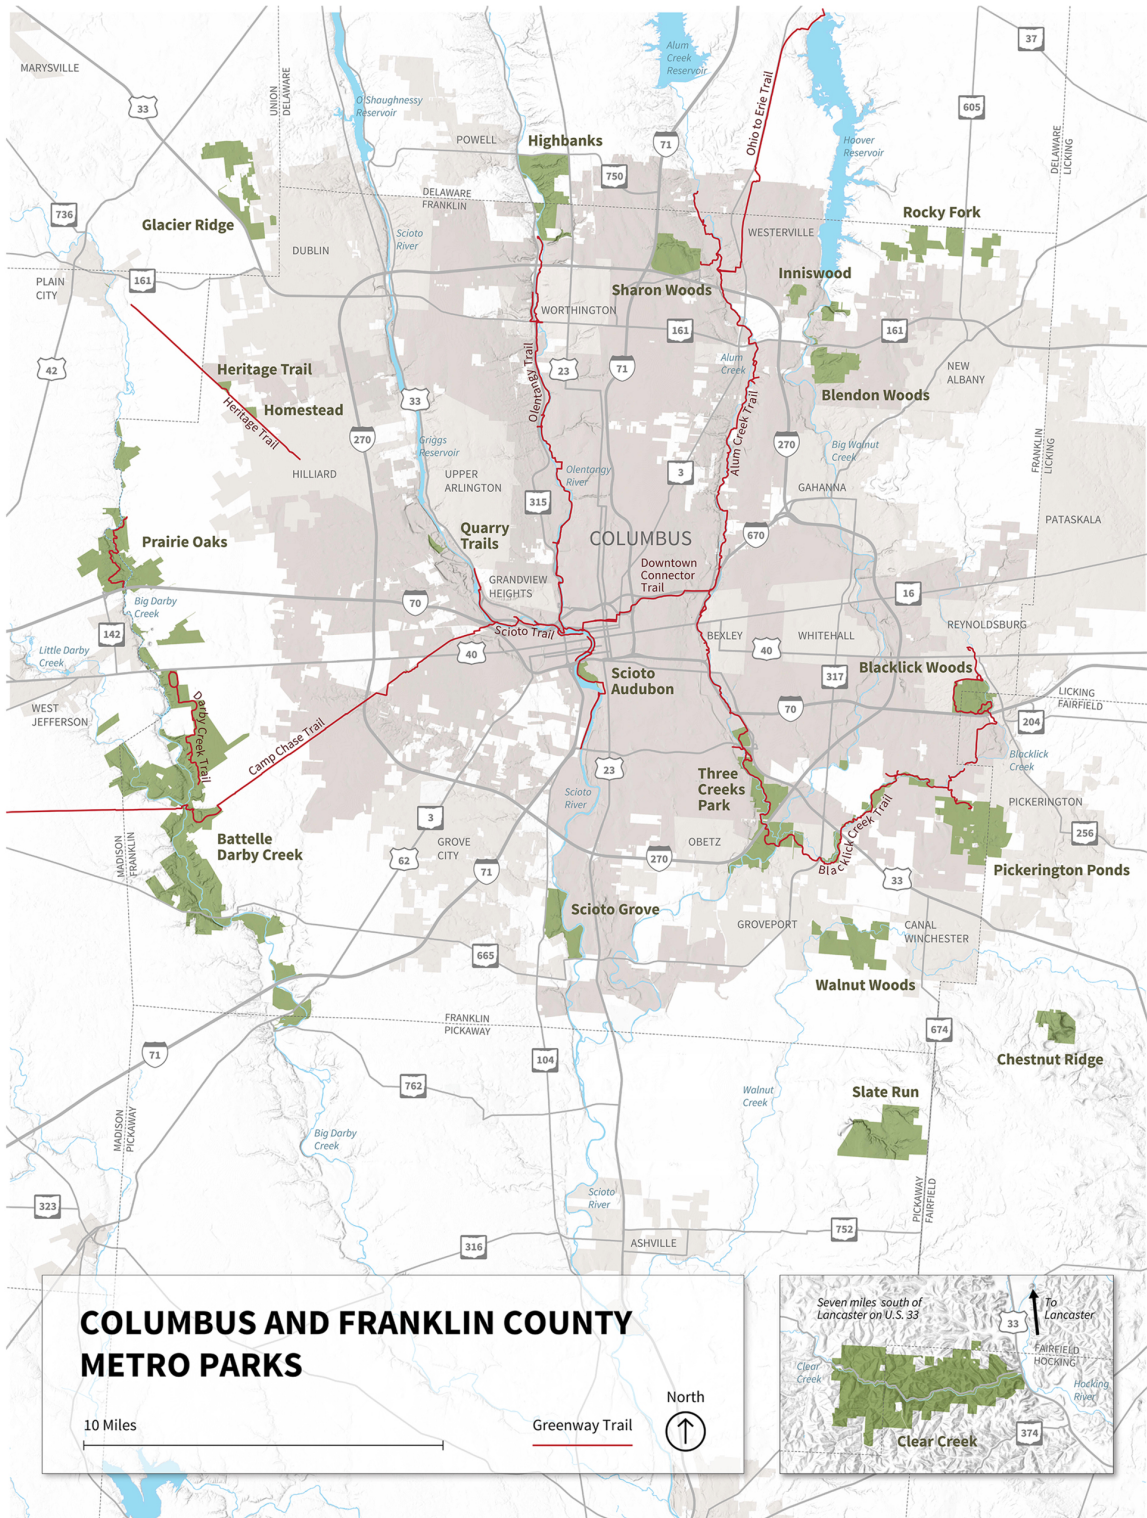 MARYSVILLE
33
UNION
DELAWARE
O'Shaughnessy
Reservoir
Alum
Creek
Reservoir
Ohio to Erie Trail
37
605
DELAWARE
LICKING
POWELL
Highbanks
71
750
Hoover
Reservoir
736
Glacier Ridge
DELAWARE
FRANKLIN
Scioto
River
DUBLIN
WESTERVILLE
Rocky Fork
PLAIN
CITY
161
Sharon Woods
Inniswood
WORTHINGTON
161
161
42
Heritage Trail
Heritage Trail
Homestead
Olentangy Trail
23
71
Alum
Creek
NEW
ALBANY
Blendon Woods
33
270
Griggs
Reservoir
Alum Creek Trail
270
Big Walnut
Creek
FRANKLIN
LICKING
HILLIARD
UPPER
ARLINGTON
Olentangy
River
3
GAHANNA
315
PATASKALA
Prairie Oaks
Quarry
Trails
COLUMBUS
670
GRANDVIEW
HEIGHTS
Downtown
Connector
Trail
Big Darby
Creek
70
16
142
Scioto Trail
BEXLEY
WHITEHALL
REYNOLDSBURG
Little Darby
Creek
40
40
317
Blacklick Woods
Scioto
Audubon
LICKING
FAIRFIELD
WEST
JEFFERSON
Darby Creek Trail
70
204
Camp Chase Trail
Blacklick
Creek
23
Scioto
River
Three
Creeks
Park
PICKERINGTON
3
Blacklick Creek Trail
256
MADISON
FRANKLIN
Battelle
Darby Creek
GROVE
CITY
OBETZ
62
71
270
33
Pickerington Ponds
Scioto Grove
GROVEPORT
CANAL
WINCHESTER
665
Walnut Woods
FRANKLIN
PICKAWAY
674
71
104
Chestnut Ridge
762
Walnut
Creek
Slate Run
MADISON
PICKAWAY
Big Darby
Creek
Scioto
River
PICKAWAY
FAIRFIELD
323
752
316
ASHVILLE
COLUMBUS AND FRANKLIN COUNTY
METRO PARKS
10 Miles
Greenway Trail
North
Seven miles south of
Lancaster on U.S. 33
33
To
Lancaster
FAIRFIELD
HOCKING
Clear
Creek
Hocking
River
374
Clear Creek